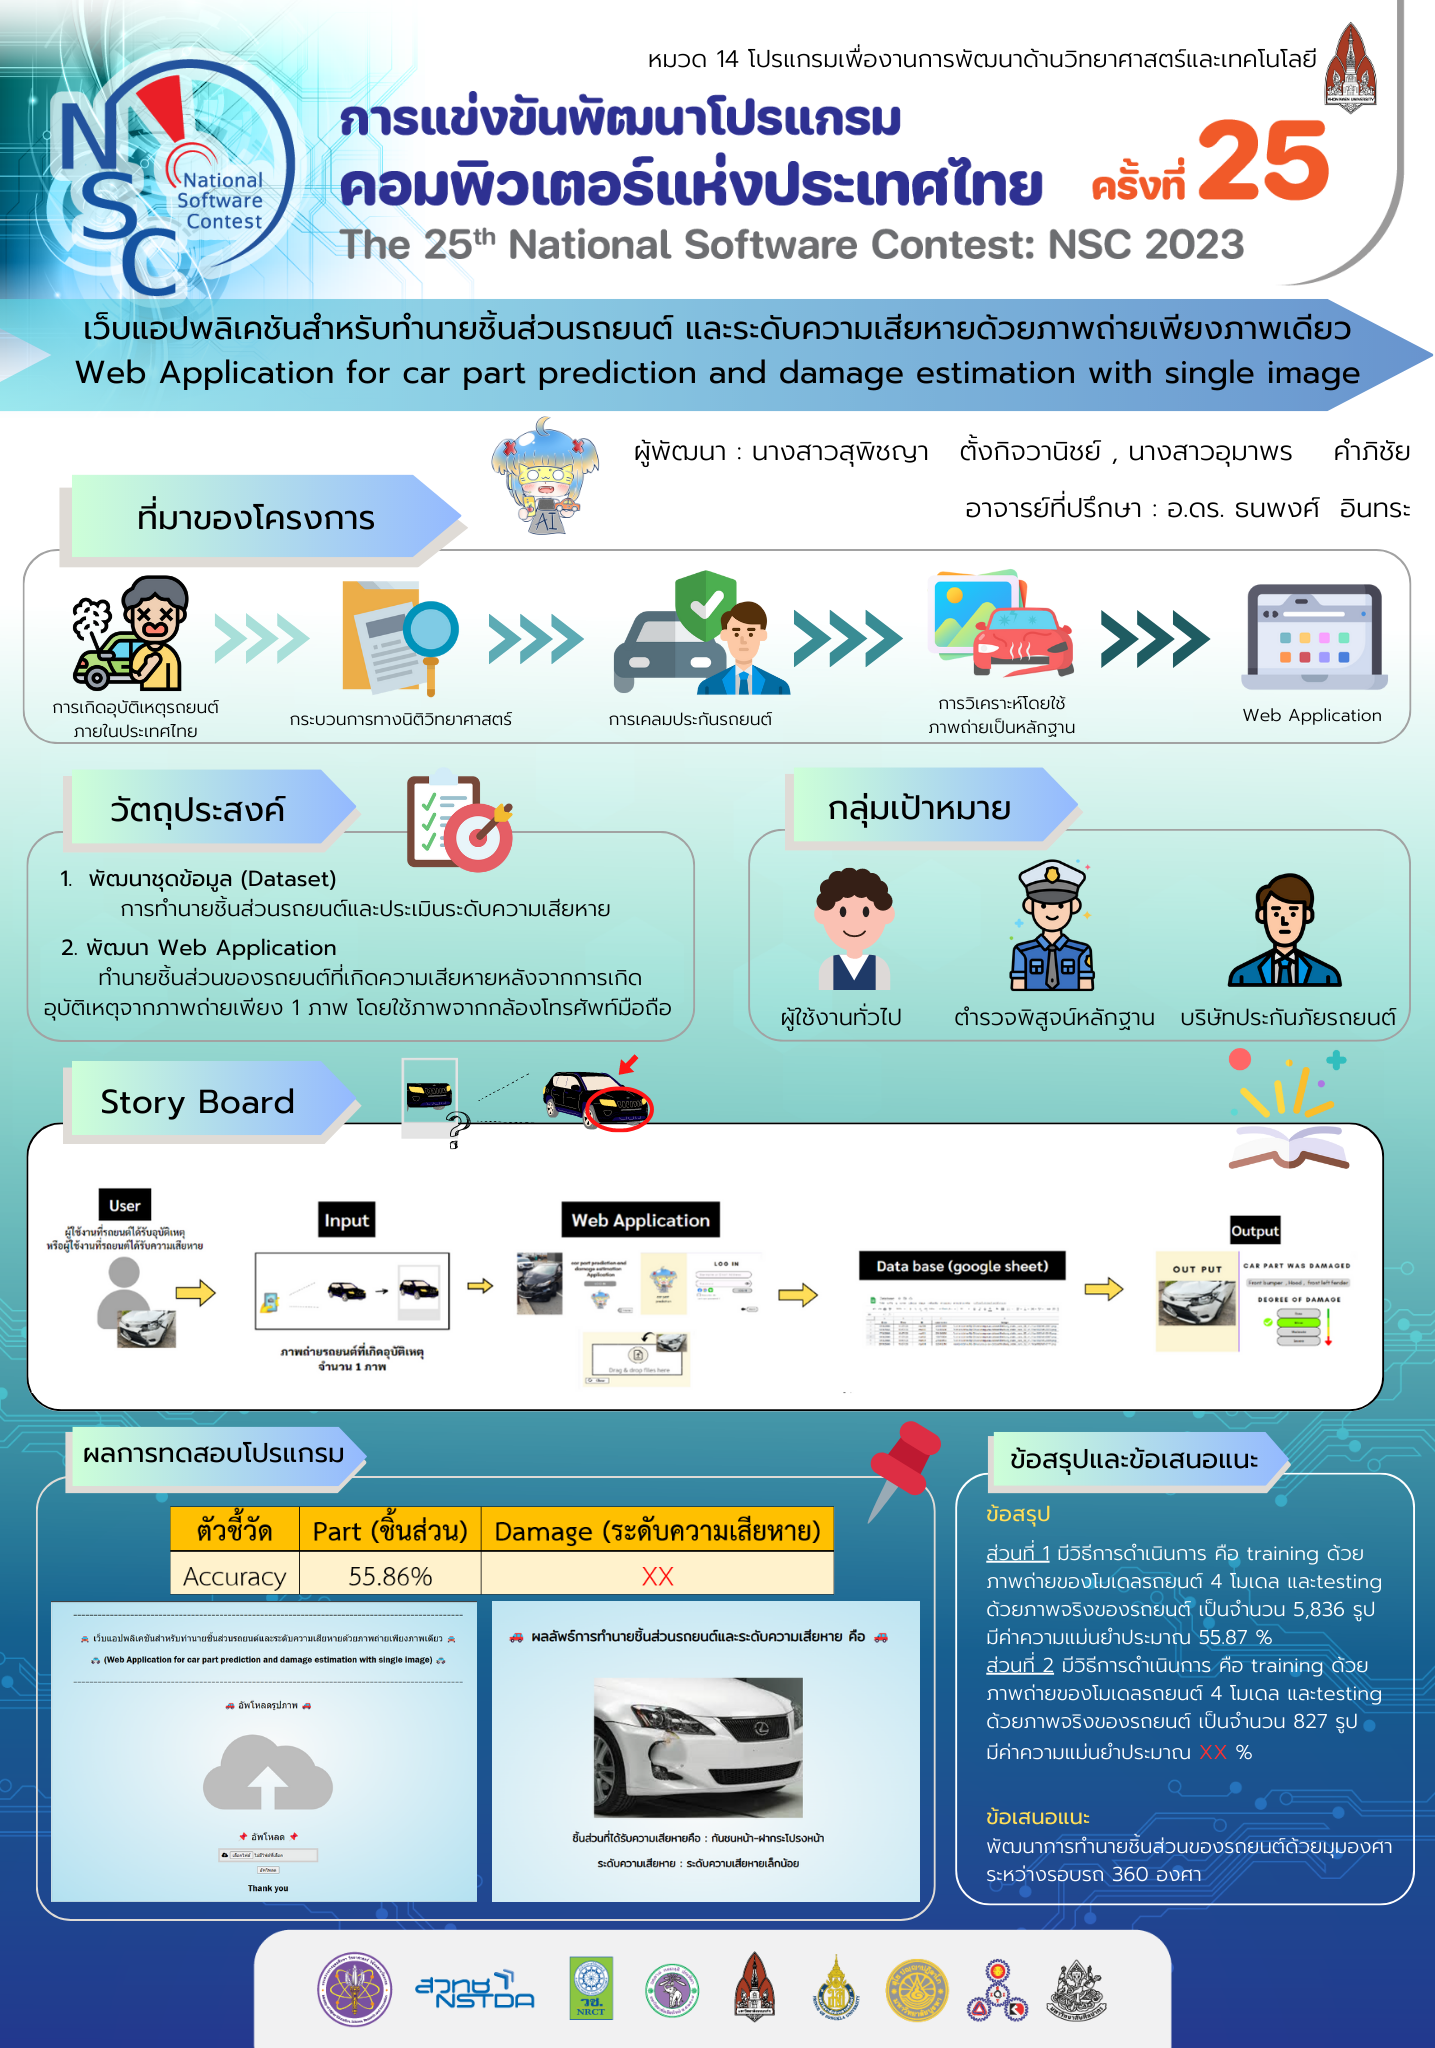 หมวด 14 โปรแกรมเพื่องานการพัฒนาด้านวิทยาศาสตร์และเทคโนโลยี
NSC
National
Software
Contest
การแข่งขันพัฒนาโปรแกรม
คอมพิวเตอร์แห่งประเทศไทย ครั้งที่ 25
The 25th National Software Contest: NSC 2023
เว็บแอปพลิเคชันสำหรับทำนายชิ้นส่วนรถยนต์ และระดับความเสียหายด้วยภาพถ่ายเพียงภาพเดียว
Web Application for car part prediction and damage estimation with single image
AI
ผู้พัฒนา : นางสาวสุพิชญา ตั้งกิจวานิชย์ , นางสาวอุมาพร คำภิชัย
อาจารย์ที่ปรึกษา : อ.ดร. ธนพงศ์ อินทระ
ที่มาของโครงการ
การเกิดอุบัติเหตุรถยนต์
ภายในประเทศไทย
กระบวนการทางนิติวิทยาศาสตร์
การเคลมประกันรถยนต์
การวิเคราะห์โดยใช้
ภาพถ่ายเป็นหลักฐาน
Web Application
วัตถุประสงค์
1. พัฒนาชุดข้อมูล (Dataset)
การทำนายชิ้นส่วนรถยนต์และประเมินระดับความเสียหาย
2. พัฒนา Web Application
ทำนายชิ้นส่วนของรถยนต์ที่เกิดความเสียหายหลังจากการเกิด
อุบัติเหตุจากภาพถ่ายเพียง 1 ภาพ โดยใช้ภาพจากกล้องโทรศัพท์มือถือ
กลุ่มเป้าหมาย
ผู้ใช้งานทั่วไป
ตำรวจพิสูจน์หลักฐาน
บริษัทประกันภัยรถยนต์
Story Board
?
User
ผู้ใช้งานที่รถยนต์ได้รับอุบัติเหตุ
หรือผู้ใช้งานที่รถยนต์ได้รับความเสียหาย
Input
ภาพถ่ายรถยนต์ที่เกิดอุบัติเหตุ
จำนวน 1 ภาพ
Web Application
car part prediction and
damage estimation
Application
LOG IN
Drag & drop files here
Data base (google sheet)
Output
OUT PUT
CAR PART WAS DAMAGED
Front bumper , Hood , Front left fender
DEGREE OF DAMAGE
ผลการทดสอบโปรแกรม
ตัวชี้วัด Part (ชิ้นส่วน) Damage (ระดับความเสียหาย)
Accuracy 55.86% XX
เว็บแอปพลิเคชันสำหรับทำนายชิ้นส่วนรถยนต์และระดับความเสียหายด้วยภาพถ่ายเพียงภาพเดียว
(Web Application for car part prediction and damage estimation with single image)
อัพโหลดรูปภาพ
อัพโหลด
Thank you
ผลลัพธ์การทำนายชิ้นส่วนรถยนต์และระดับความเสียหาย คือ
ชิ้นส่วนที่ได้รับความเสียหายคือ : กันชนหน้า-ฝากระโปรงหน้า
ระดับความเสียหาย : ระดับความเสียหายเล็กน้อย
ข้อสรุปและข้อเสนอแนะ
ข้อสรุป
ส่วนที่ 1 มีวิธีการดำเนินการ คือ training ด้วย
ภาพถ่ายของโมเดลรถยนต์ 4 โมเดล และtesting
ด้วยภาพจริงของรถยนต์ เป็นจำนวน 5,836 รูป
มีค่าความแม่นยำประมาณ 55.87 %
ส่วนที่ 2 มีวิธีการดำเนินการ คือ training ด้วย
ภาพถ่ายของโมเดลรถยนต์ 4 โมเดล และtesting
ด้วยภาพจริงของรถยนต์ เป็นจำนวน 827 รูป
มีค่าความแม่นยำประมาณ XX %
ข้อเสนอแนะ
พัฒนาการทำนายชิ้นส่วนของรถยนต์ด้วยมุมองศา
ระหว่างรอบรถ 360 องศา
สวทช
NSTDA
วช.
NRCT